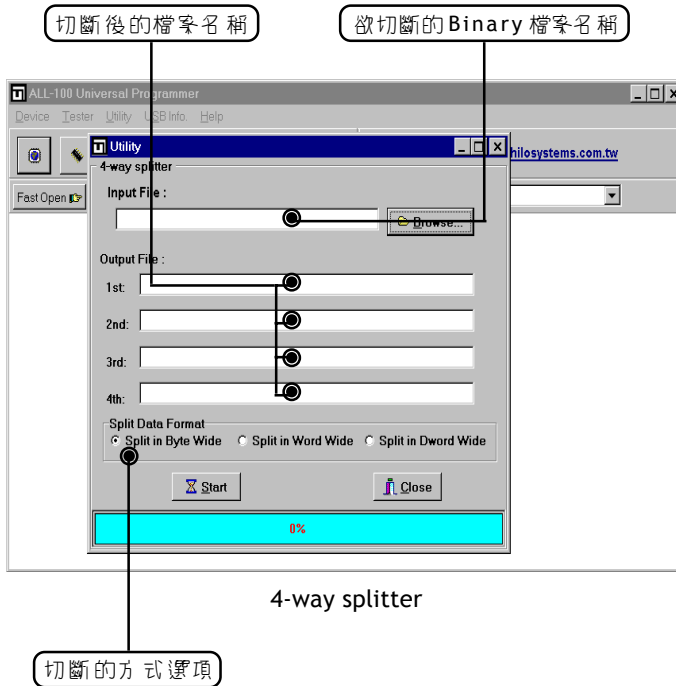 切斷後的檔案名稱
欲切斷的Binary檔案名稱
ALL-100 Universal Programmer
Device Tester Utility USB Info. Help
Utility
hilosystems.com.tw
4-way splitter
Fast Open
Input File :
Browse...
Output File :
1st:
2nd:
3rd:
4th:
Split Data Format
Split in Byte Wide Split in Word Wide Split in Dword Wide
Start Close
0%
4-way splitter
切斷的方式選項